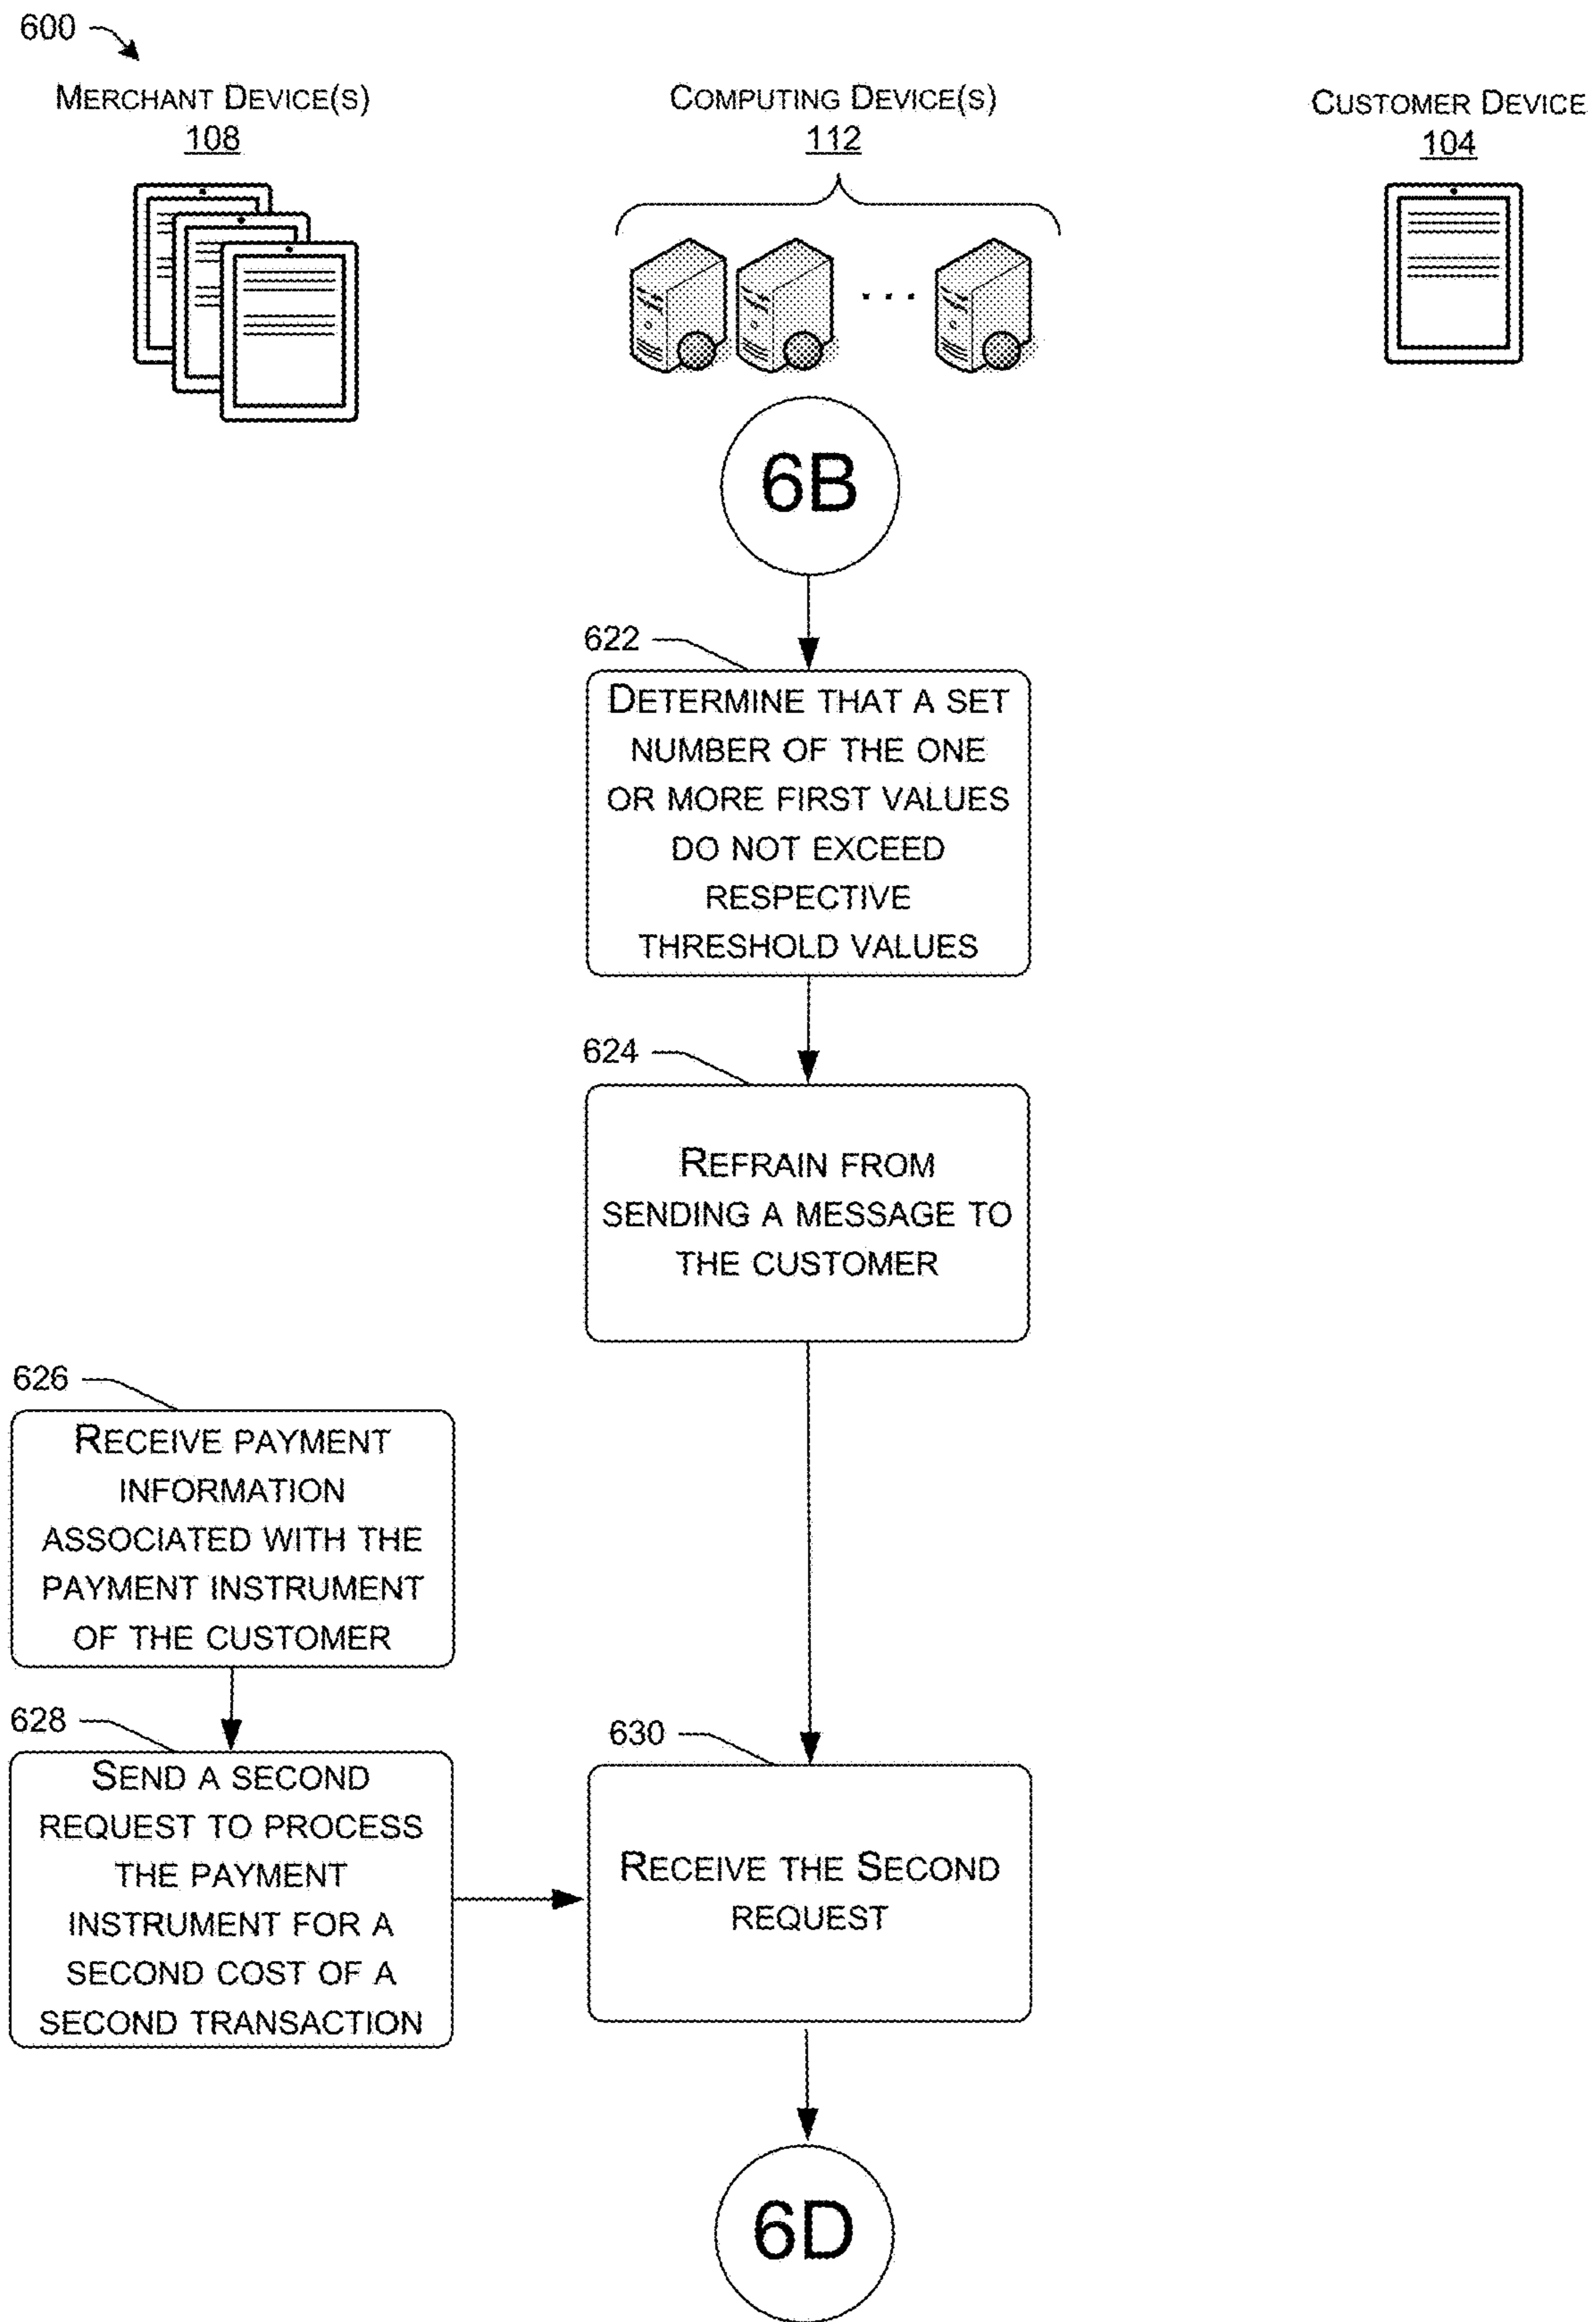 600
MERCHANT DEVICE(S)
108
COMPUTING DEVICE(S)
112
CUSTOMER DEVICE
104
. . .
6B
622
DETERMINE THAT A SET
NUMBER OF THE ONE
OR MORE FIRST VALUES
DO NOT EXCEED
RESPECTIVE
THRESHOLD VALUES
624
REFRAIN FROM
SENDING A MESSAGE TO
THE CUSTOMER
626
RECEIVE PAYMENT
INFORMATION
ASSOCIATED WITH THE
PAYMENT INSTRUMENT
OF THE CUSTOMER
628
SEND A SECOND
REQUEST TO PROCESS
THE PAYMENT
INSTRUMENT FOR A
SECOND COST OF A
SECOND TRANSACTION
630
RECEIVE THE SECOND
REQUEST
6D